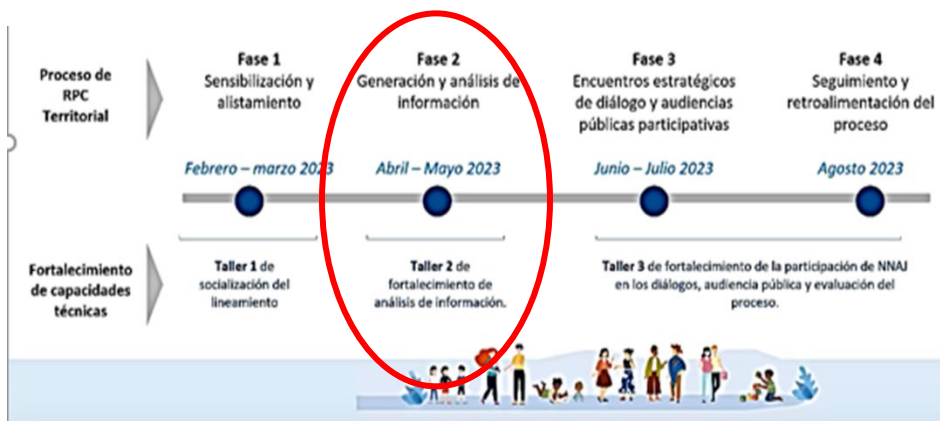 Proceso de
RPC
Territorial
Fase 1
Sensibilización y
alistamiento
Fase 2
Generación y análisis de
información
Fase 3
Encuentros estratégicos
de diálogo y audiencias
públicas participativas
Fase 4
Seguimiento y
retroalimentación del
proceso
Febrero – marzo 2023
Abril – Mayo 2023
Junio – Julio 2023
Agosto 2023
Fortalecimiento
de capacidades
técnicas
Taller 1 de
socialización del
lineamiento
Taller 2 de
fortalecimiento de
análisis de información.
Taller 3 de fortalecimiento de la participación de NNAJ
en los diálogos, audiencia pública y evaluación del
proceso.